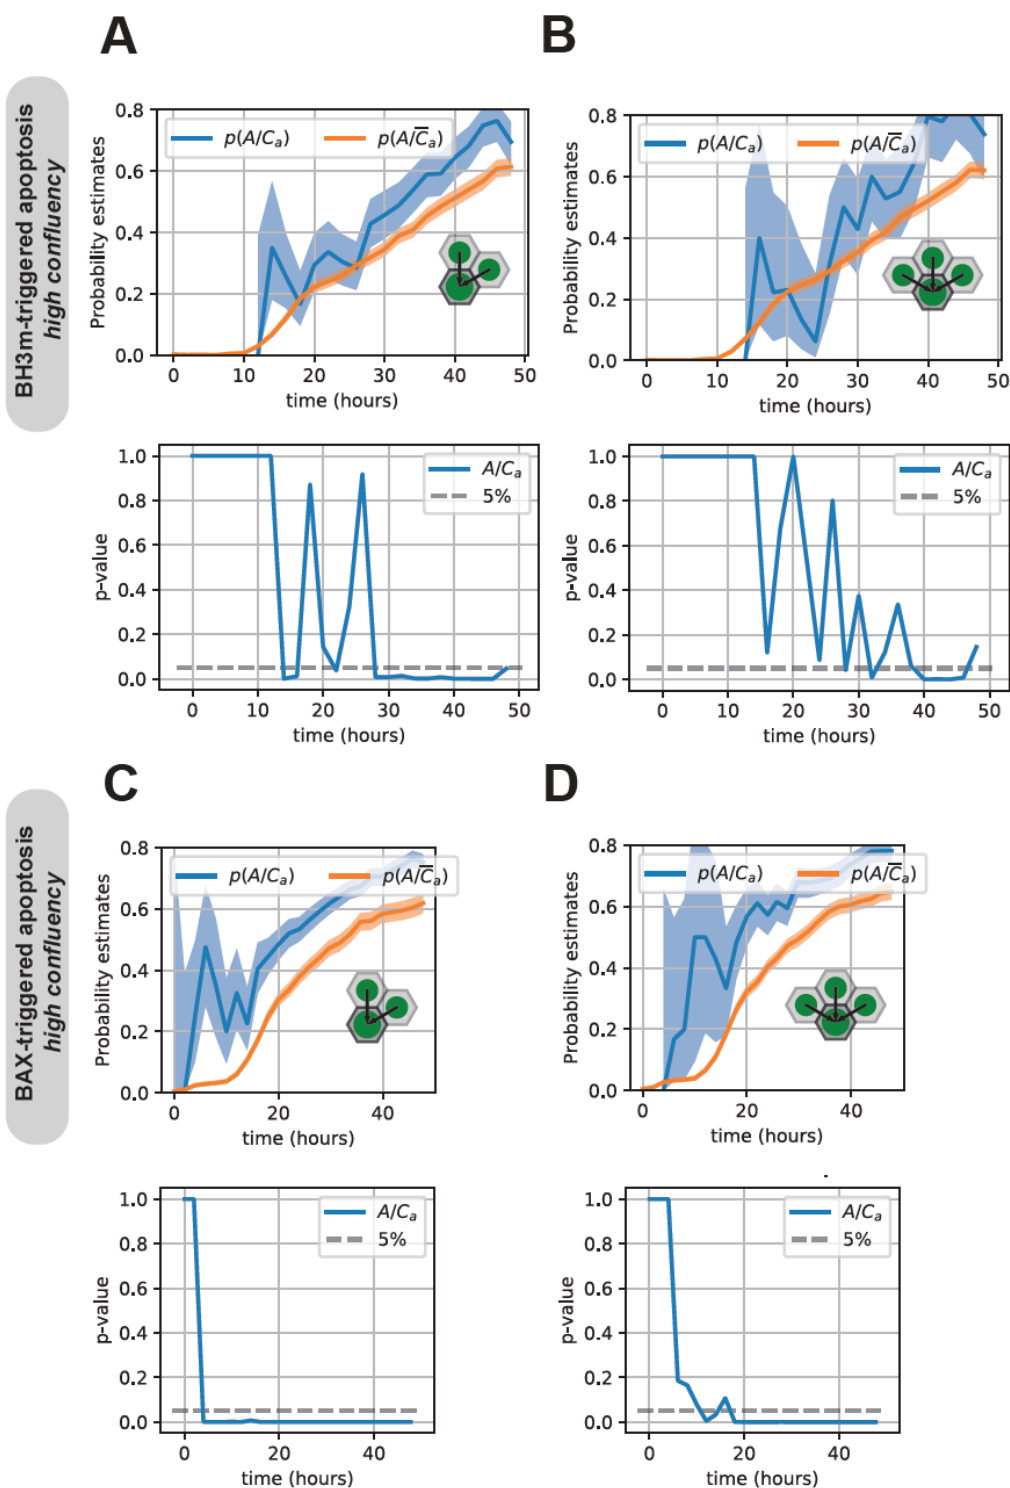 A
B
BH3m-triggered apoptosis
high confluency
0.8
0.6
0.4
0.2
0.0
Probability estimates
p(A/Ca)
p(A/C̅a)
0 10 20 30 40 50
time (hours)
0.8
0.6
0.4
0.2
0.0
Probability estimates
p(A/Ca)
p(A/C̅a)
0 10 20 30 40 50
time (hours)
1.0
0.8
0.6
0.4
0.2
0.0
p-value
A/Ca
5%
0 10 20 30 40 50
time (hours)
1.0
0.8
0.6
0.4
0.2
0.0
p-value
A/Ca
5%
0 10 20 30 40 50
time (hours)
C
D
BAX-triggered apoptosis
high confluency
0.8
0.6
0.4
0.2
0.0
Probability estimates
p(A/Ca)
p(A/C̅a)
0 20 40
time (hours)
0.8
0.6
0.4
0.2
0.0
Probability estimates
p(A/Ca)
p(A/C̅a)
0 20 40
time (hours)
1.0
0.8
0.6
0.4
0.2
0.0
p-value
A/Ca
5%
0 20 40
time (hours)
1.0
0.8
0.6
0.4
0.2
0.0
p-value
A/Ca
5%
0 20 40
time (hours)